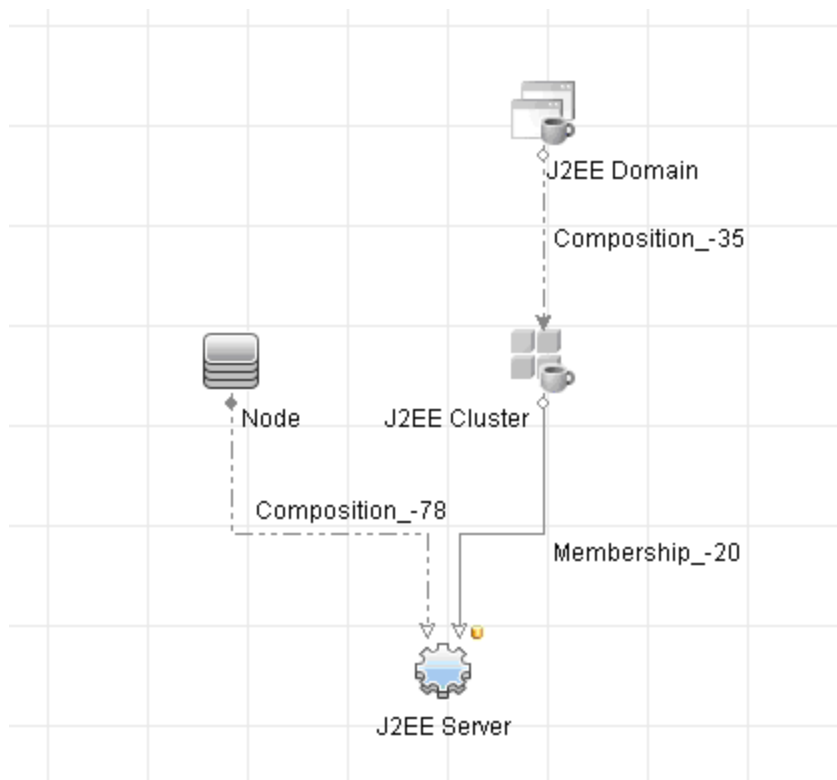 J2EE Domain
Composition_-35
Node
J2EE Cluster
Composition_-78
Membership_-20
J2EE Server